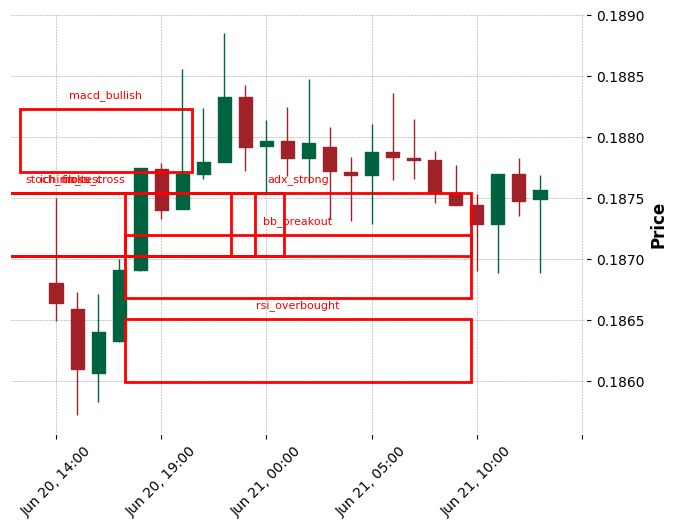 macd_bullish
adx_strong
bb_breakout
rsi_overbought
0.1890
0.1885
0.1880
0.1875
0.1870
0.1865
0.1860
Price
Jun 20, 14:00
Jun 20, 19:00
Jun 21, 00:00
Jun 21, 05:00
Jun 21, 10:00